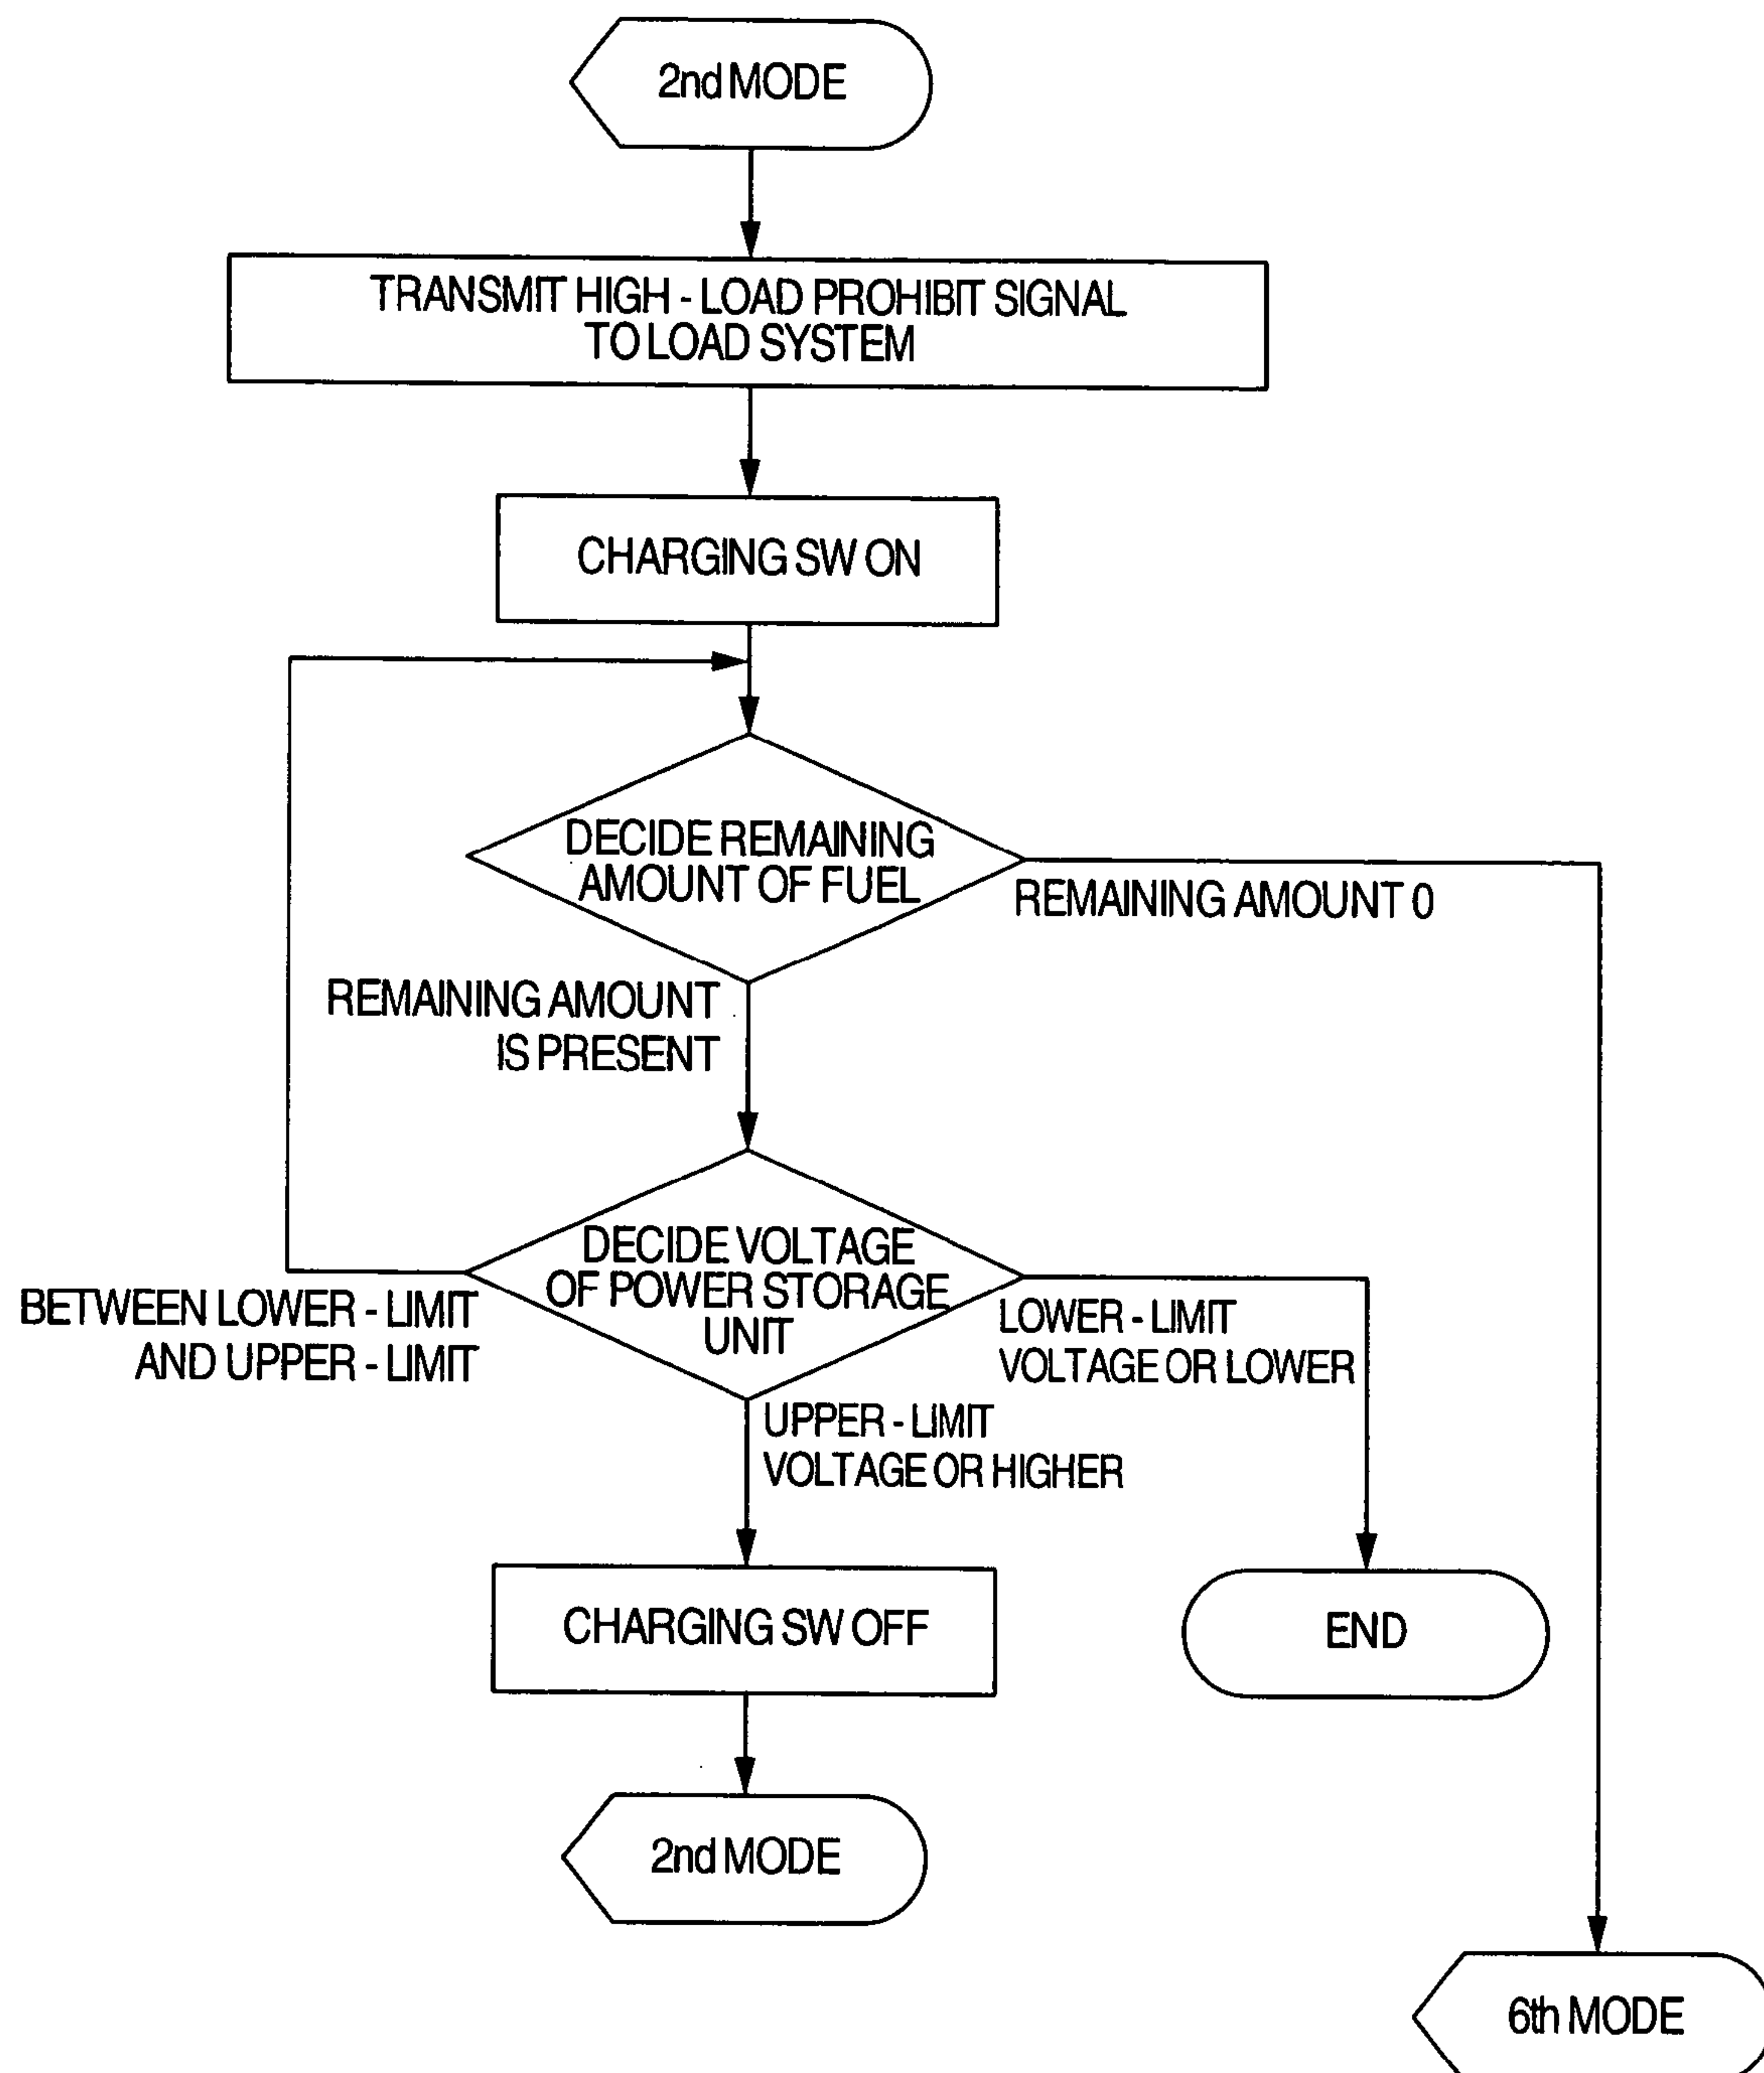 2nd MODE
TRANSMIT HIGH - LOAD PROHIBIT SIGNAL
TO LOAD SYSTEM
CHARGING SW ON
DECIDE REMAINING
AMOUNT OF FUEL
REMAINING AMOUNT 0
REMAINING AMOUNT
IS PRESENT
DECIDE VOLTAGE
OF POWER STORAGE
UNIT
BETWEEN LOWER - LIMIT
AND UPPER - LIMIT
LOWER - LIMIT
VOLTAGE OR LOWER
UPPER - LIMIT
VOLTAGE OR HIGHER
CHARGING SW OFF
END
2nd MODE
6th MODE